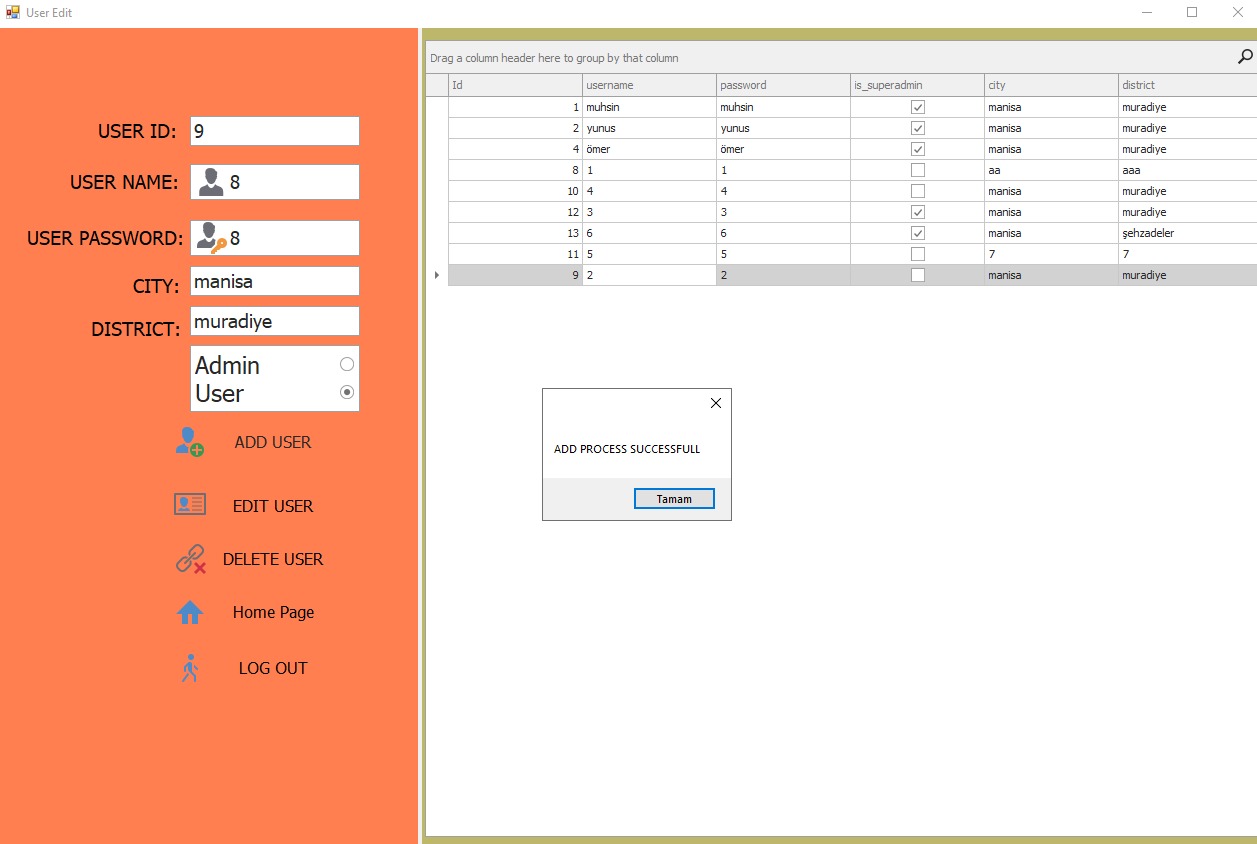 User Edit
USER ID: 9
USER NAME: 8
USER PASSWORD: 8
CITY: manisa
DISTRICT: muradiye
Admin
User
ADD USER
EDIT USER
DELETE USER
Home Page
LOG OUT
Drag a column header here to group by that column
Id username password is_superadmin city district
1 muhsin muhsin manisa muradiye
2 yunus yunus manisa muradiye
4 ömer ömer manisa muradiye
8 1 1 aa aaa
10 4 4 manisa muradiye
12 3 3 manisa muradiye
13 6 6 manisa şehzadeler
11 5 5 7 7
9 2 2 manisa muradiye
ADD PROCESS SUCCESSFULL
Tamam